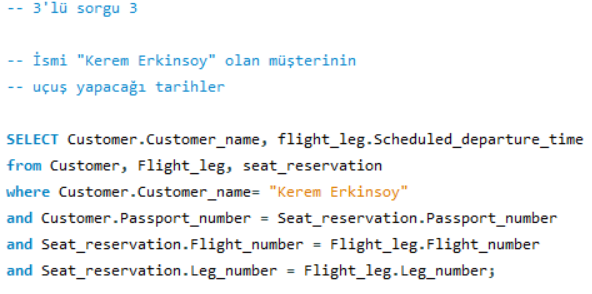 -- 3'lü sorgu 3
-- İsmi "Kerem Erkinsoy" olan müşterinin
-- uçuş yapacağı tarihler
SELECT Customer.Customer_name, flight_leg.Scheduled_departure_time
from Customer, Flight_leg, seat_reservation
where Customer.Customer_name= "Kerem Erkinsoy"
and Customer.Passport_number = Seat_reservation.Passport_number
and Seat_reservation.Flight_number = Flight_leg.Flight_number
and Seat_reservation.Leg_number = Flight_leg.Leg_number;